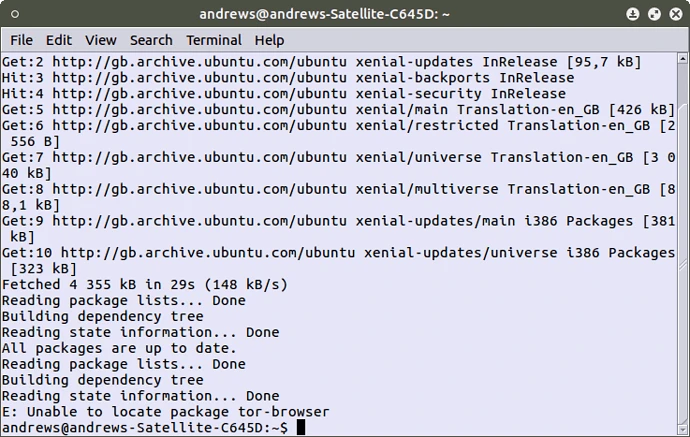 andrews@andrews-Satellite-C645D: ~
File Edit View Search Terminal Help
Get:2 http://gb.archive.ubuntu.com/ubuntu xenial-updates InRelease [95,7 kB]
Hit:3 http://gb.archive.ubuntu.com/ubuntu xenial-backports InRelease
Hit:4 http://gb.archive.ubuntu.com/ubuntu xenial-security InRelease
Get:5 http://gb.archive.ubuntu.com/ubuntu xenial/main Translation-en_GB [426 kB]
Get:6 http://gb.archive.ubuntu.com/ubuntu xenial/restricted Translation-en_GB [2
 556 B]
Get:7 http://gb.archive.ubuntu.com/ubuntu xenial/universe Translation-en_GB [3 0
40 kB]
Get:8 http://gb.archive.ubuntu.com/ubuntu xenial/multiverse Translation-en_GB [8
8,1 kB]
Get:9 http://gb.archive.ubuntu.com/ubuntu xenial-updates/main i386 Packages [381
 kB]
Get:10 http://gb.archive.ubuntu.com/ubuntu xenial-updates/universe i386 Packages
 [323 kB]
Fetched 4 355 kB in 29s (148 kB/s)
Reading package lists... Done
Building dependency tree
Reading state information... Done
All packages are up to date.
Reading package lists... Done
Building dependency tree
Reading state information... Done
E: Unable to locate package tor-browser
andrews@andrews-Satellite-C645D:~$